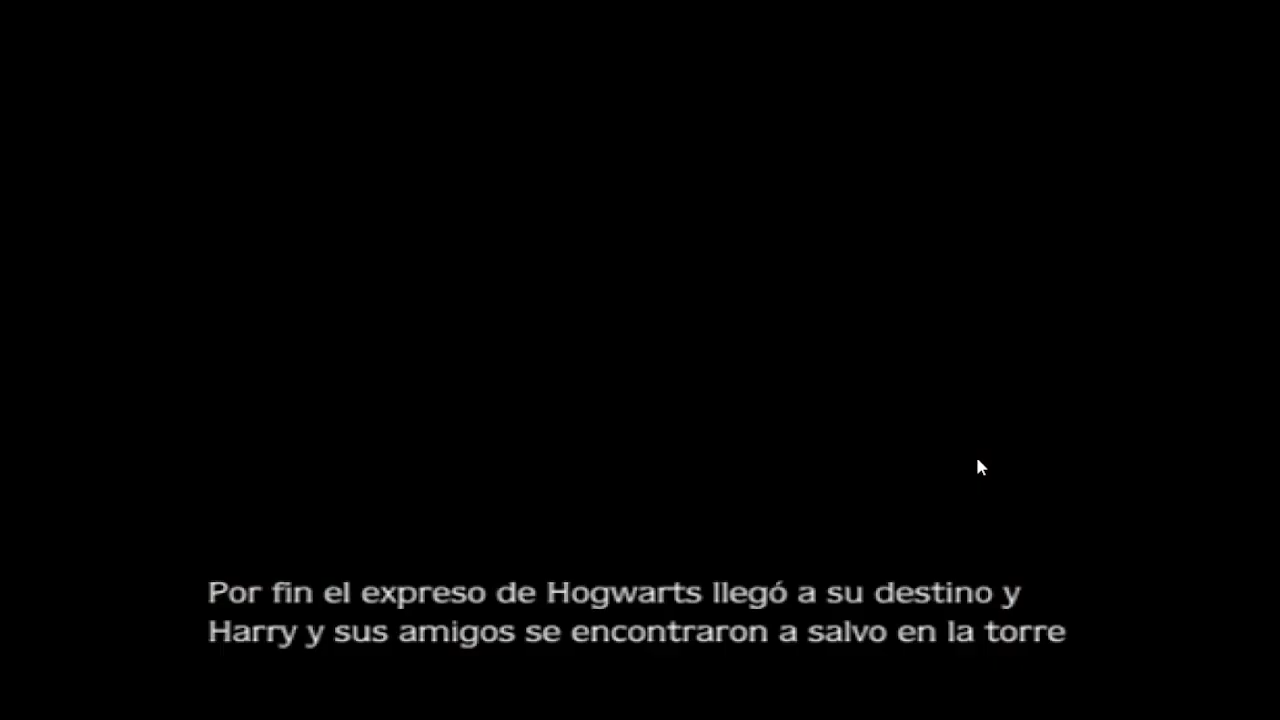 Por fin el expreso de Hogwarts llegó a su destino y
Harry y sus amigos se encontraron a salvo en la torre